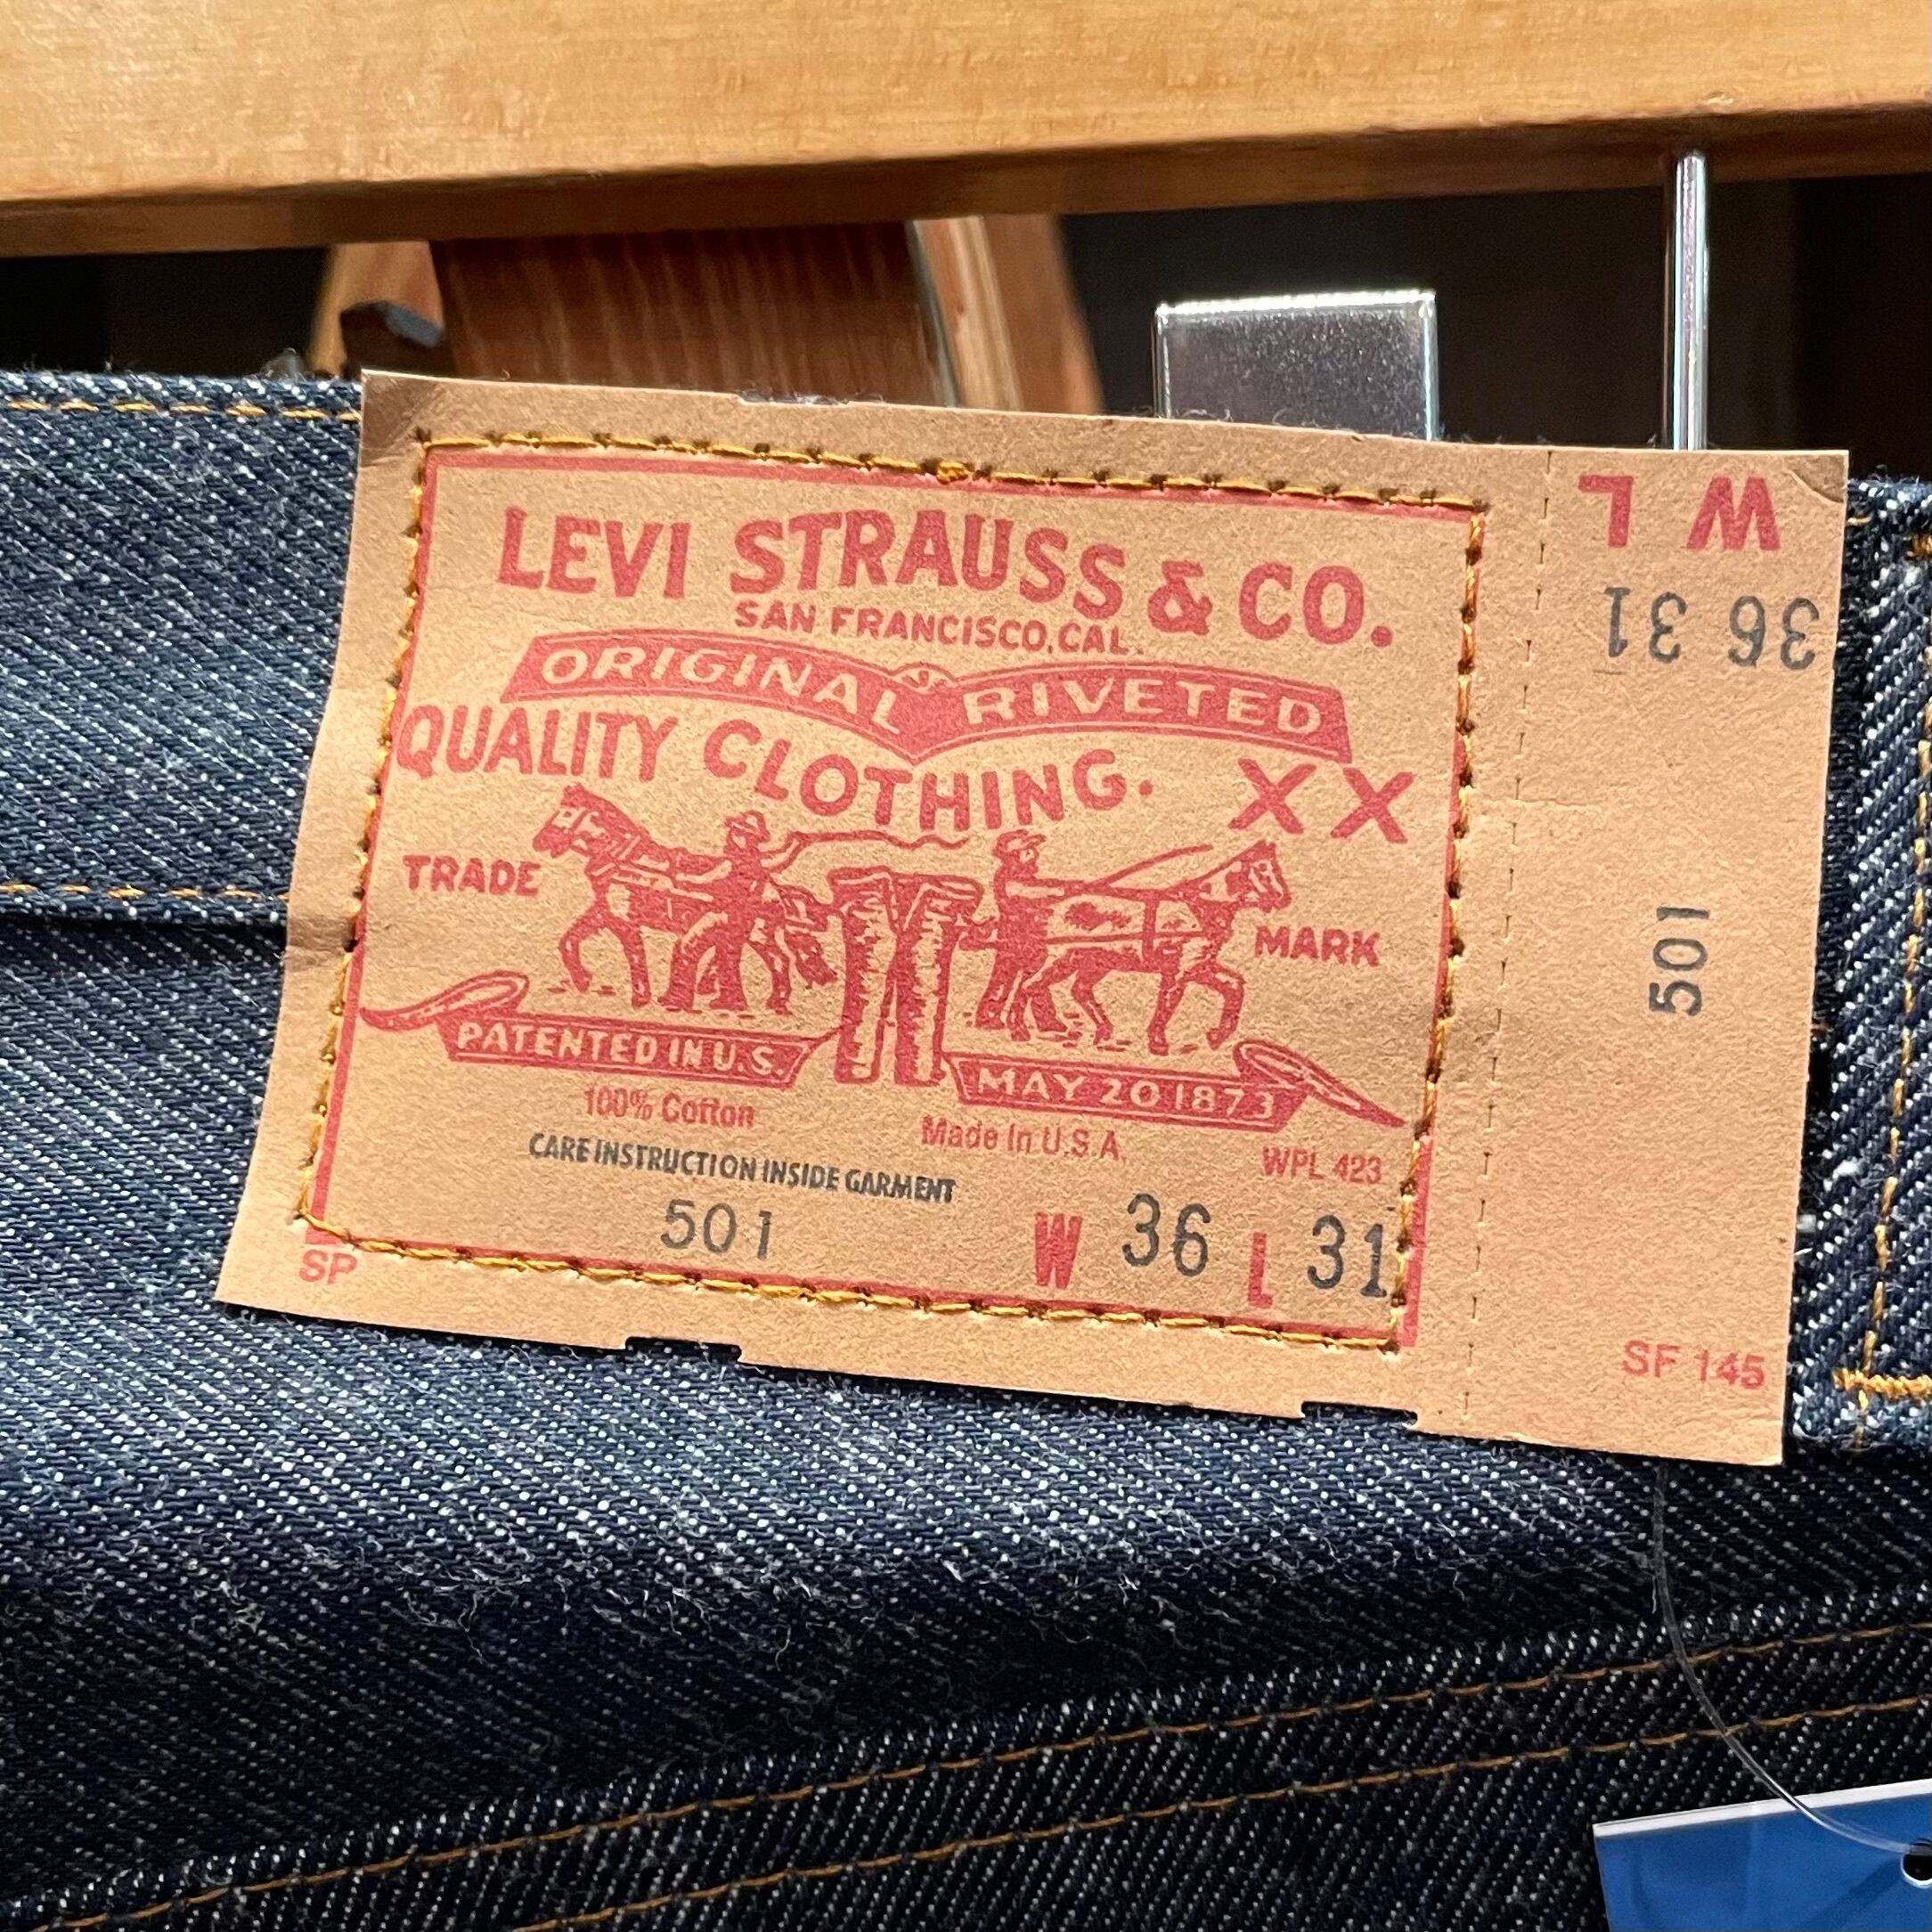 LEVI STRAUSS & CO.
SAN FRANCISCO, CAL.
ORIGINAL RIVETED
QUALITY CLOTHING. XX
TRADE MARK
PATENTED IN U.S. MAY 20 1873
100% Cotton Made In U.S.A. WPL 423
CARE INSTRUCTION INSIDE GARMENT
501 W 36 L 31
SP
W L
36 31
501
SF 145